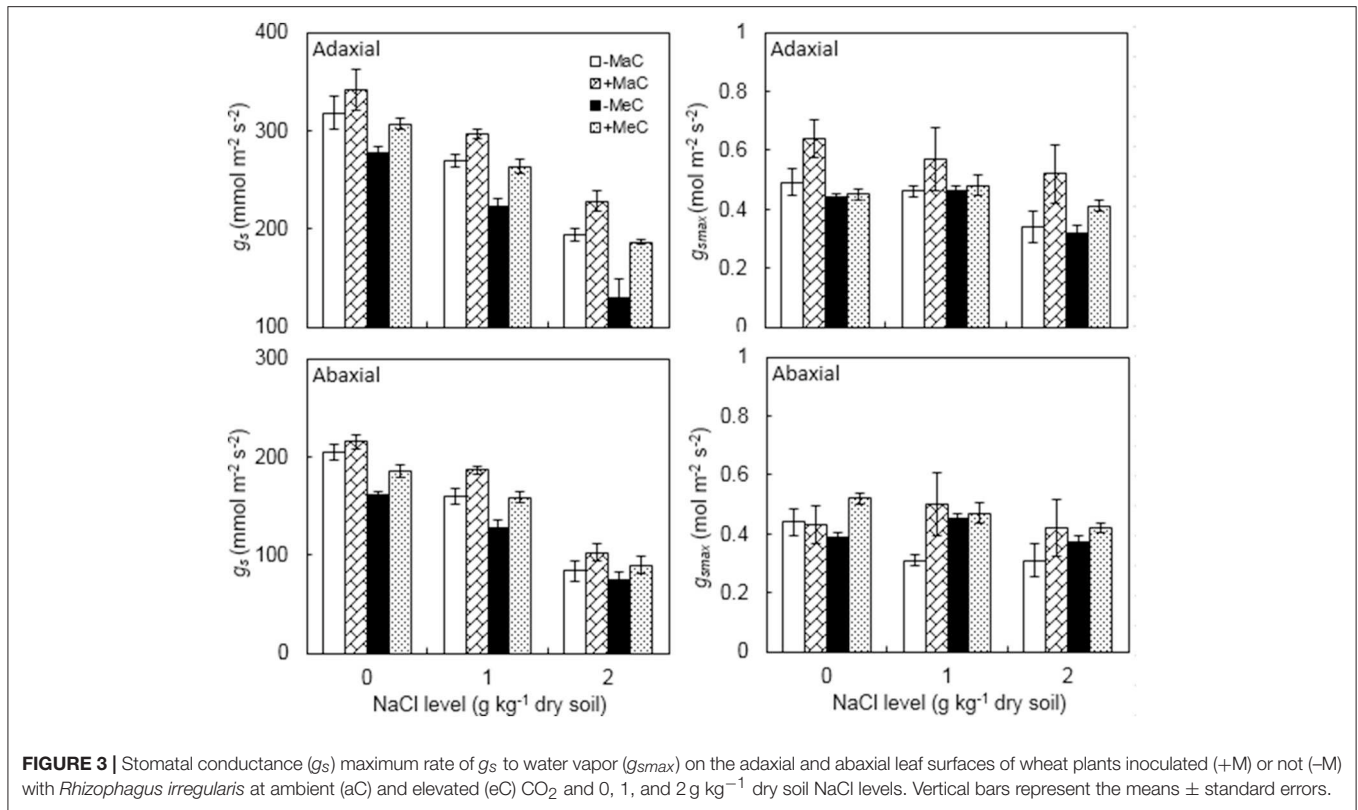 Adaxial
400
300
200
100
gs (mmol m-2 s-2)
-MaC
+MaC
-MeC
+MeC
Adaxial
1
0.8
0.6
0.4
0.2
0
gsmax (mol m-2 s-2)
Abaxial
300
200
100
0
gs (mmol m-2 s-2)
0 1 2
NaCl level (g kg-1 dry soil)
Abaxial
1
0.8
0.6
0.4
0.2
0
gsmax (mol m-2 s-2)
0 1 2
NaCl level (g kg-1 dry soil)
FIGURE 3 | Stomatal conductance (gs) maximum rate of gs to water vapor (gsmax) on the adaxial and abaxial leaf surfaces of wheat plants inoculated (+M) or not (–M)
with Rhizophagus irregularis at ambient (aC) and elevated (eC) CO2 and 0, 1, and 2 g kg−1 dry soil NaCl levels. Vertical bars represent the means ± standard errors.